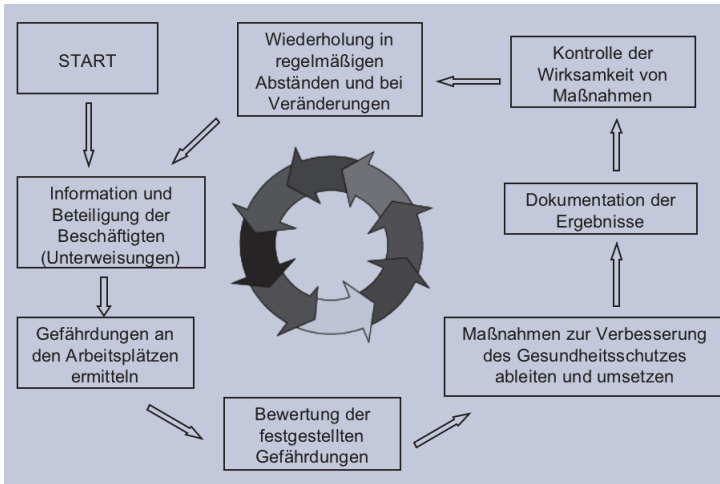 START
Information und
Beteiligung der
Beschäftigten
(Unterweisungen)
Gefährdungen an
den Arbeitsplätzen
ermitteln
Bewertung der
festgestellten
Gefährdungen
Maßnahmen zur Verbesserung
des Gesundheitsschutzes
ableiten und umsetzen
Dokumentation der
Ergebnisse
Kontrolle der
Wirksamkeit von
Maßnahmen
Wiederholung in
regelmäßigen
Abständen und bei
Veränderungen